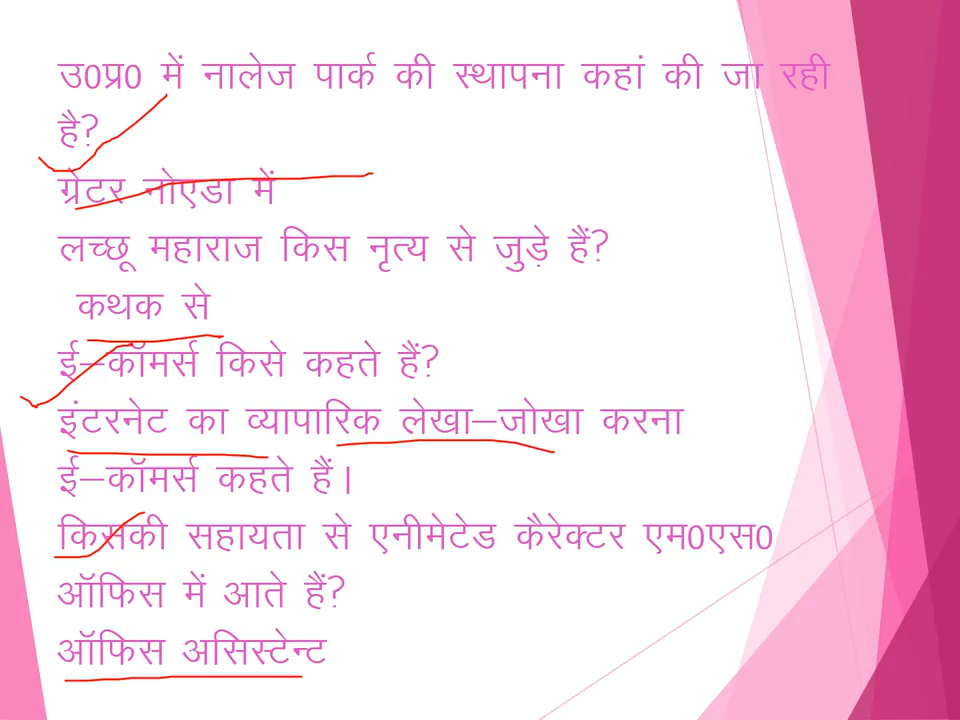 उ0प्र0 में नालेज पार्क की स्थापना कहां की जा रही
है?
ग्रेटर नोएडा में
लच्छू महाराज किस नृत्य से जुड़े हैं?
कथक से
ई–कॉमर्स किसे कहते हैं?
इंटरनेट का व्यापारिक लेखा–जोखा करना
ई–कॉमर्स कहते हैं।
किसकी सहायता से एनीमेटेड कैरेक्टर एम0एस0
ऑफिस में आते हैं?
ऑफिस असिस्टेन्ट